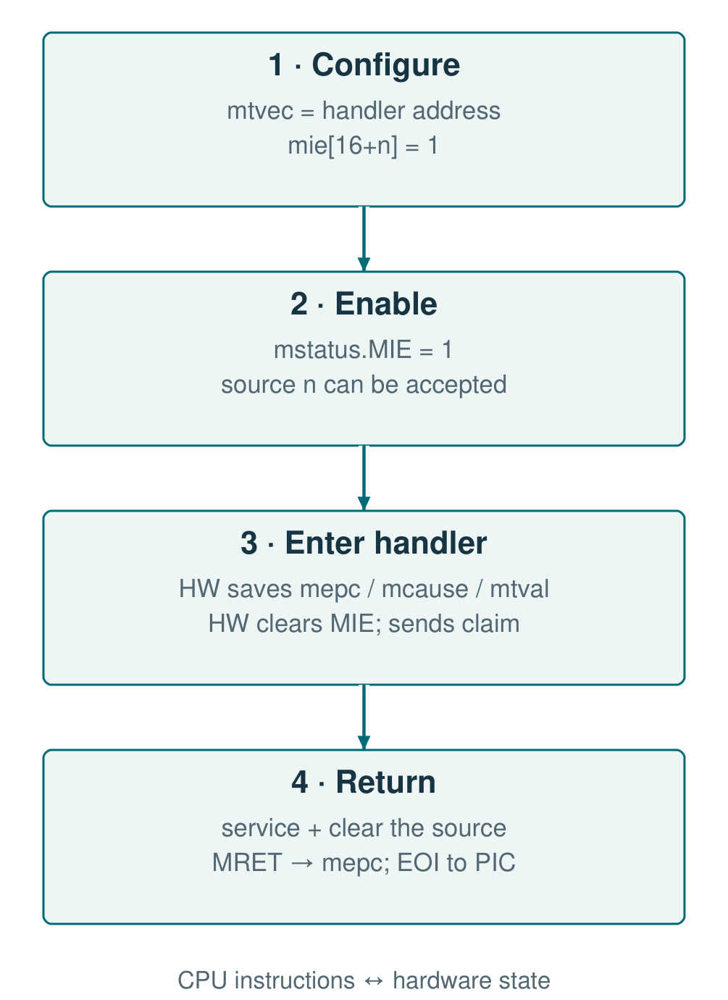 1 · Configure
mtvec = handler address
mie[16+n] = 1
2 · Enable
mstatus.MIE = 1
source n can be accepted
3 · Enter handler
HW saves mepc / mcause / mtval
HW clears MIE; sends claim
4 · Return
service + clear the source
MRET → mepc; EOI to PIC
CPU instructions ↔ hardware state